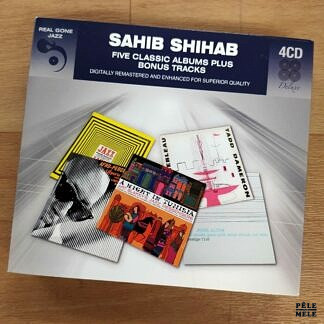 REAL GONE
JAZZ
SAHIB SHIHAB
FIVE CLASSIC ALBUMS PLUS
BONUS TRACKS
DIGITALLY REMASTERED AND ENHANCED FOR SUPERIOR QUALITY
4CD
Deluxe
JAZZ
TADD DAMERON
A NIGHT IN TUNISIA
PÊLE
MÊLE